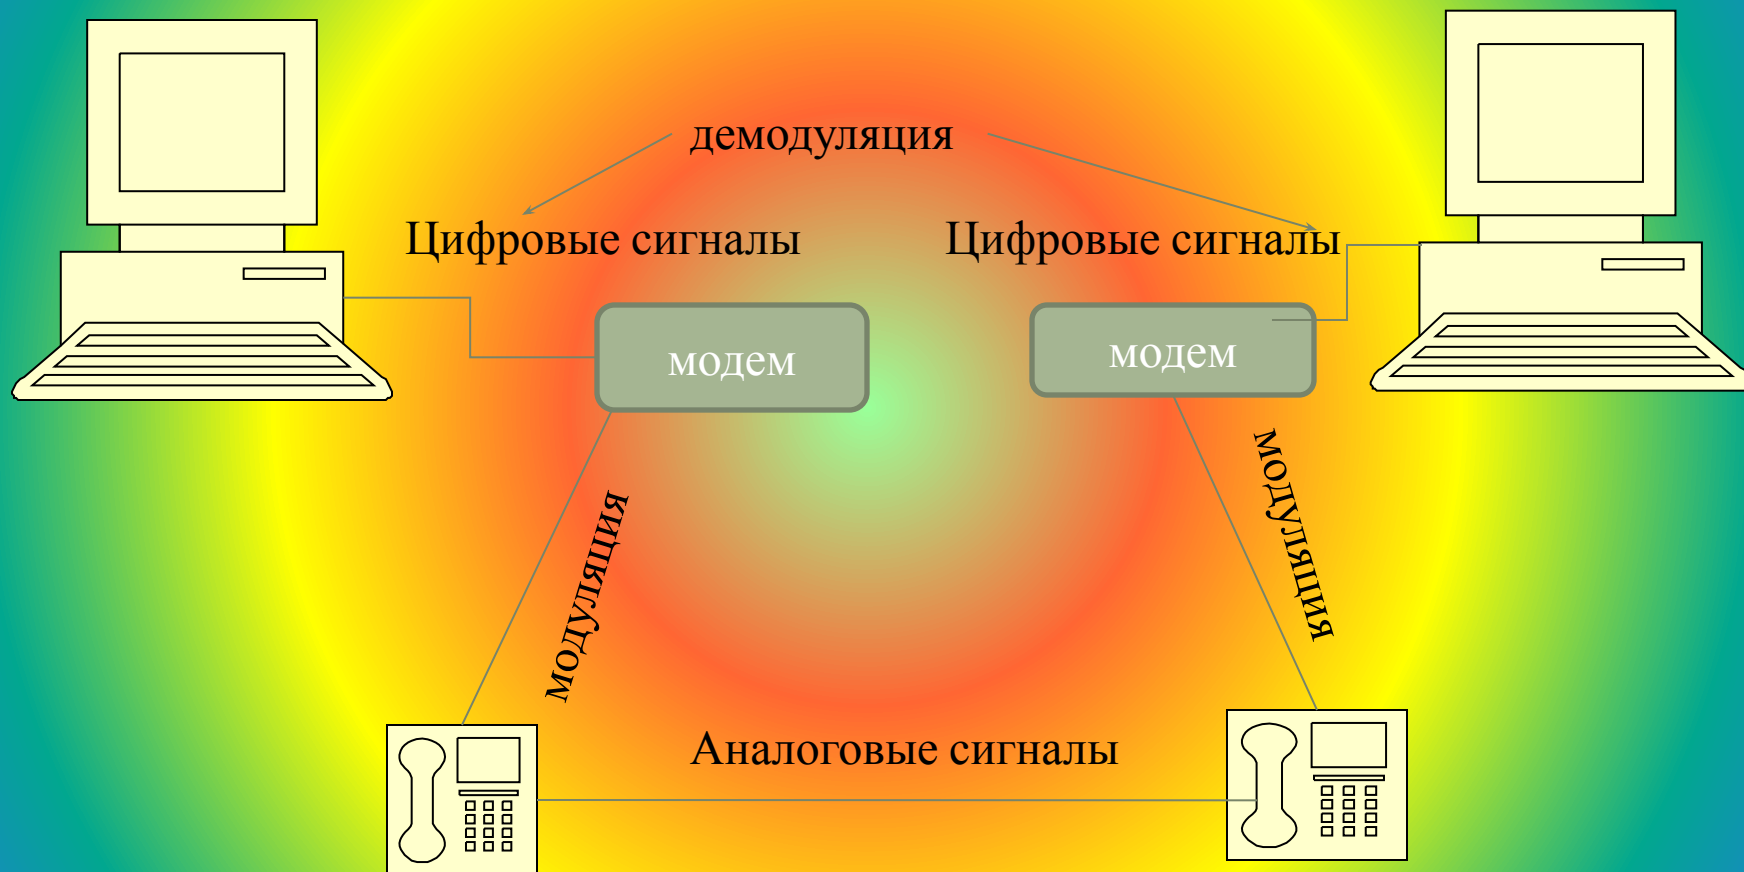 демодуляция
Цифровые сигналы
Цифровые сигналы
модем
модем
модуляция
модуляция
Аналоговые сигналы